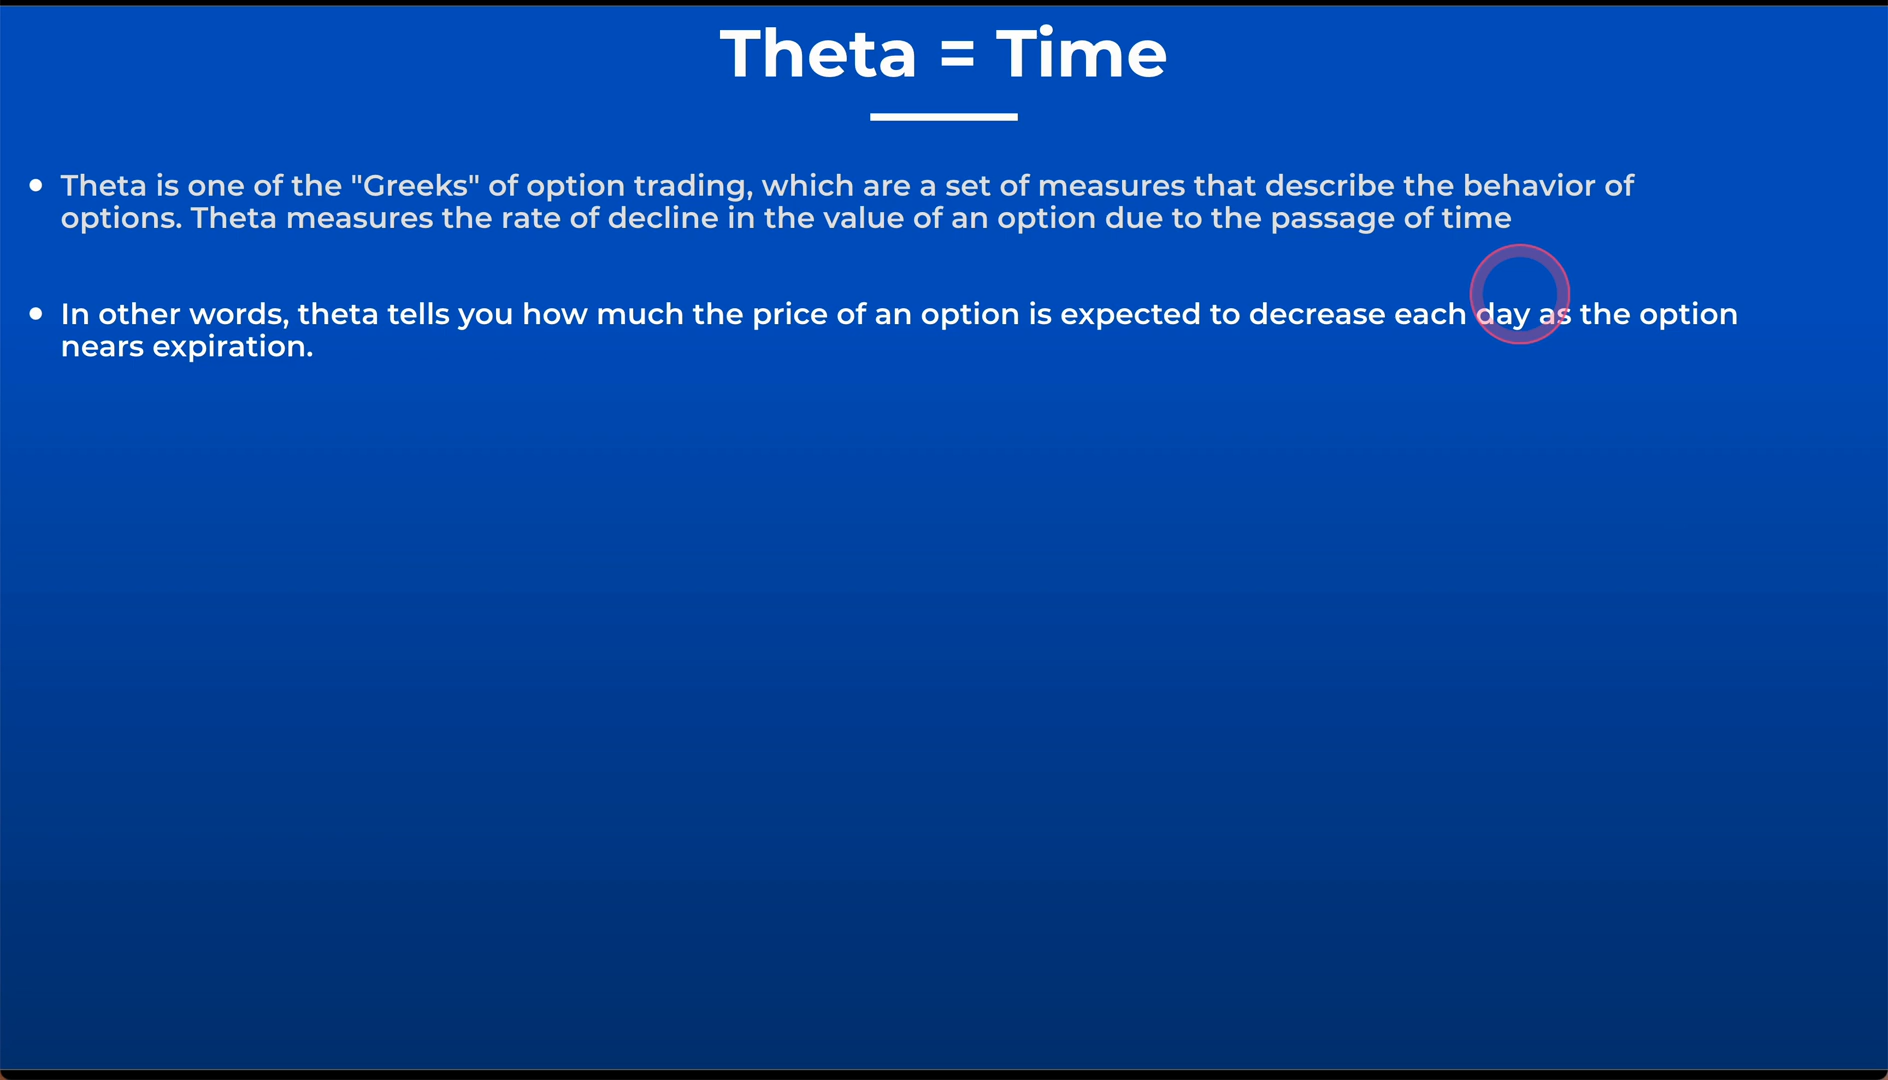 Theta = Time
• Theta is one of the "Greeks" of option trading, which are a set of measures that describe the behavior of
options. Theta measures the rate of decline in the value of an option due to the passage of time
• In other words, theta tells you how much the price of an option is expected to decrease each day as the option
nears expiration.